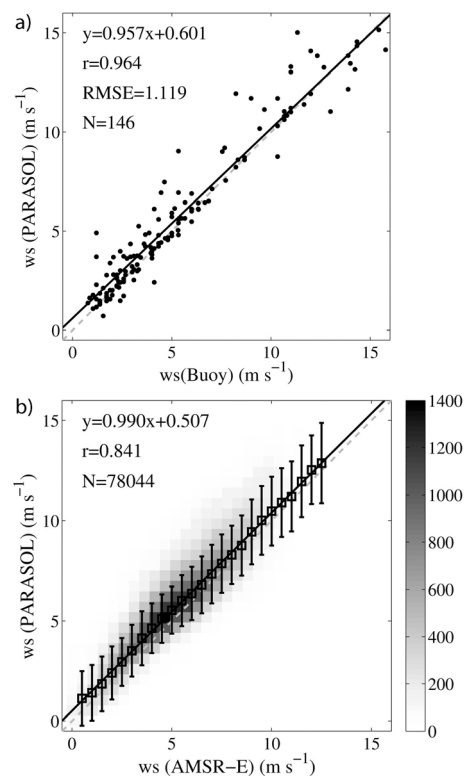 a)
y=0.957x+0.601
r=0.964
RMSE=1.119
N=146
ws (PARASOL) (m s⁻¹)
15
10
5
0
0 5 10 15
ws(Buoy) (m s⁻¹)
b)
y=0.990x+0.507
r=0.841
N=78044
ws (PARASOL) (m s⁻¹)
15
10
5
0
0 5 10 15
ws (AMSR−E) (m s⁻¹)
1400
1200
1000
800
600
400
200
0